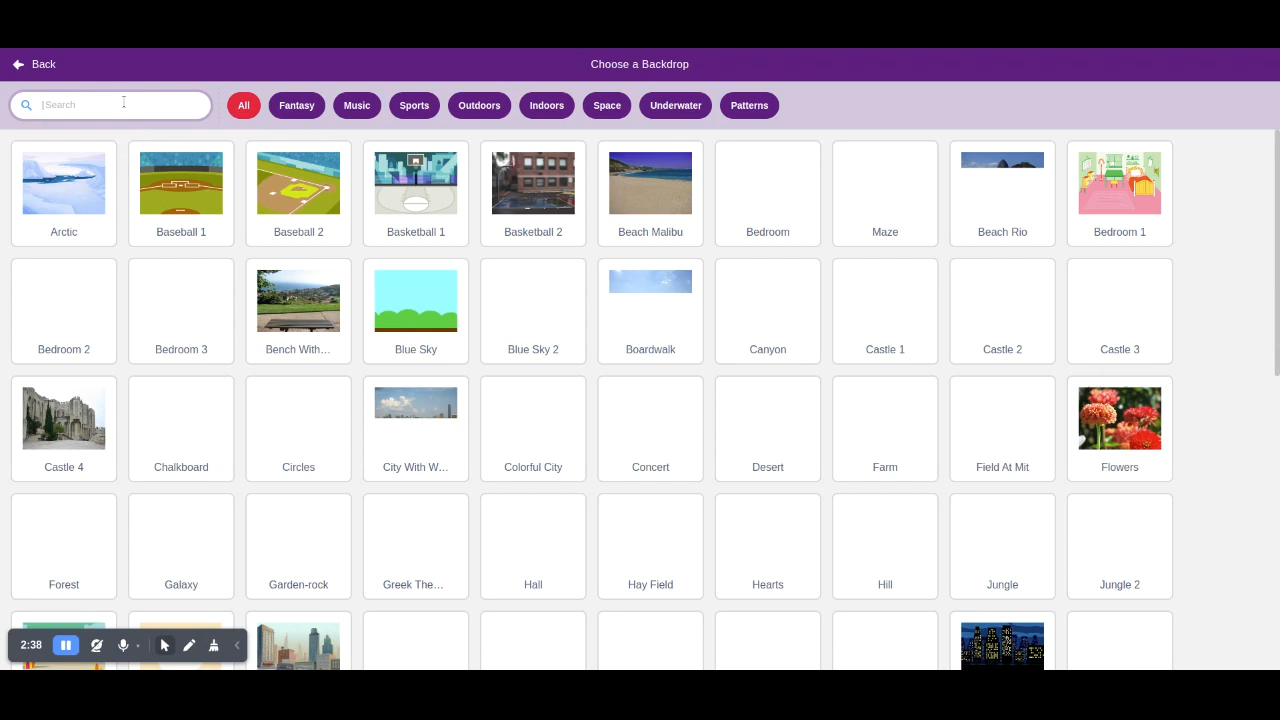 Back
Choose a Backdrop
Search
All Fantasy Music Sports Outdoors Indoors Space Underwater Patterns
Arctic Baseball 1 Baseball 2 Basketball 1 Basketball 2 Beach Malibu Bedroom Maze Beach Rio Bedroom 1
Bedroom 2 Bedroom 3 Bench With... Blue Sky Blue Sky 2 Boardwalk Canyon Castle 1 Castle 2 Castle 3
Castle 4 Chalkboard Circles City With W... Colorful City Concert Desert Farm Field At Mit Flowers
Forest Galaxy Garden-rock Greek The... Hall Hay Field Hearts Hill Jungle Jungle 2
2:38